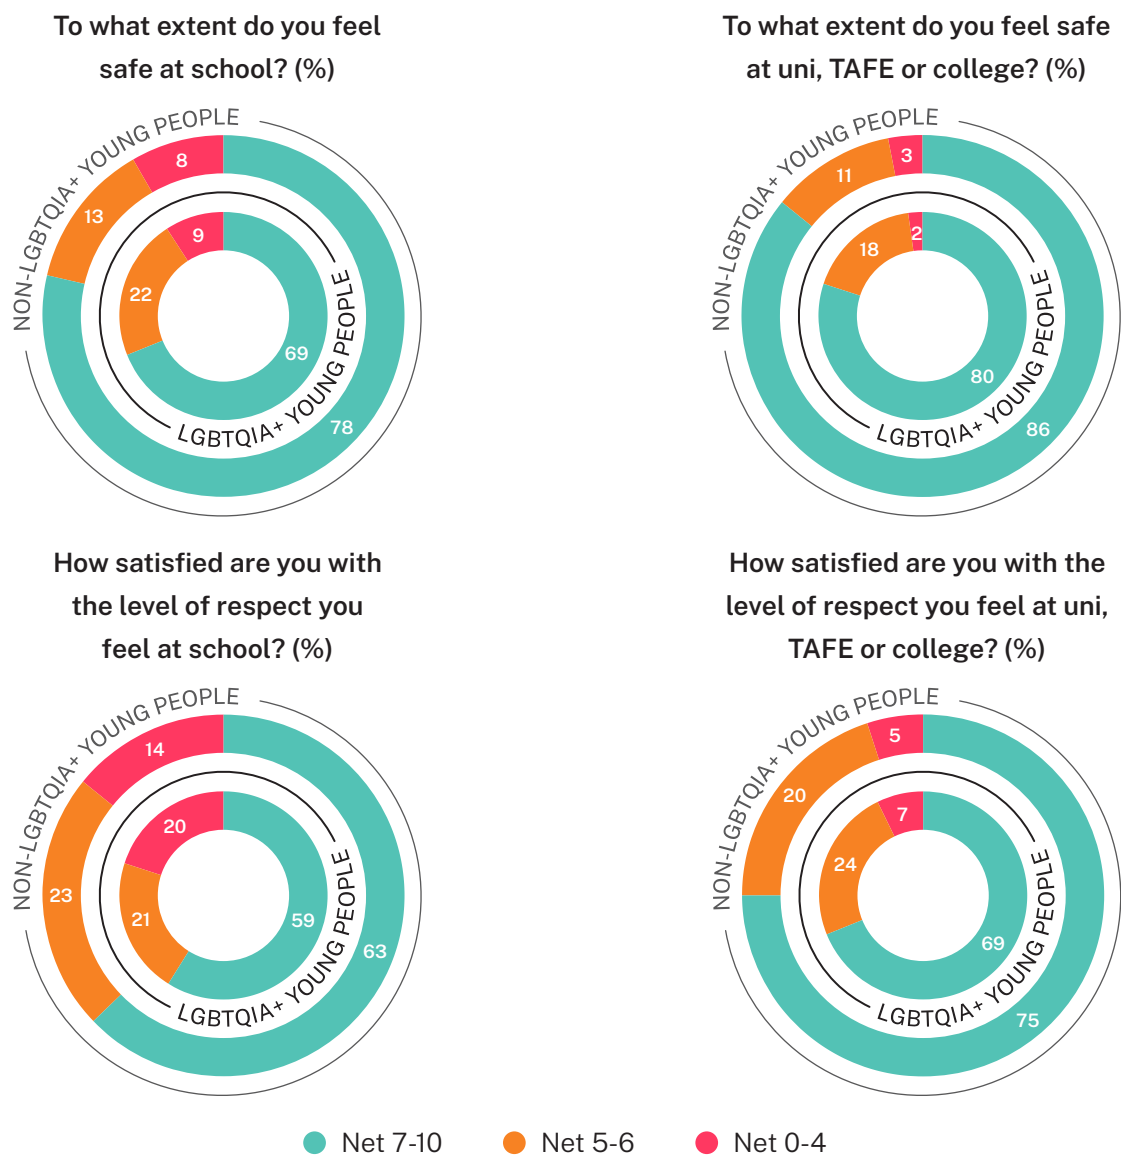 To what extent do you feel
safe at school? (%)
NON-LGBTQIA+ YOUNG PEOPLE
8
13
9
22
69
78
LGBTQIA+ YOUNG PEOPLE
To what extent do you feel safe
at uni, TAFE or college? (%)
NON-LGBTQIA+ YOUNG PEOPLE
3
11
2
18
80
86
LGBTQIA+ YOUNG PEOPLE
How satisfied are you with
the level of respect you
feel at school? (%)
NON-LGBTQIA+ YOUNG PEOPLE
14
20
23
21
59
63
LGBTQIA+ YOUNG PEOPLE
How satisfied are you with the
level of respect you feel at uni,
TAFE or college? (%)
NON-LGBTQIA+ YOUNG PEOPLE
5
20
7
24
69
75
LGBTQIA+ YOUNG PEOPLE
Net 7-10
Net 5-6
Net 0-4